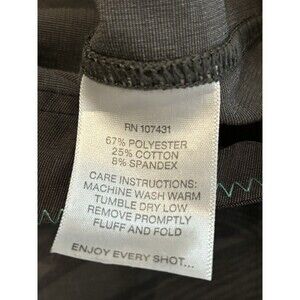 RN 107431
67% POLYESTER
25% COTTON
8% SPANDEX
CARE INSTRUCTIONS:
MACHINE WASH WARM
TUMBLE DRY LOW
REMOVE PROMPTLY
FLUFF AND FOLD
ENJOY EVERY SHOT...